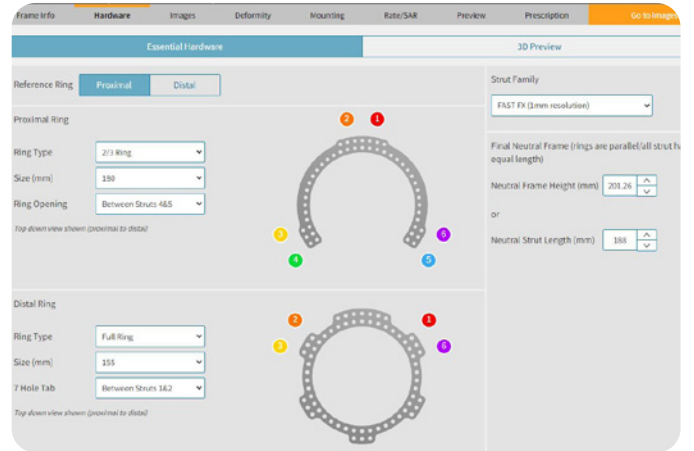 Frame Info Hardware Images Deformity Mounting Rate/SAR Preview Prescription Go to Images
Essential Hardware 3D Preview
Reference Ring Proximal Distal
Strut Family
FAST FX (1mm resolution)
Proximal Ring
2 1
Ring Type 2/3 Ring
Size (mm) 180
Ring Opening Between Struts 4&5
Top down view shown (proximal to distal)
3 6
4 5
Final Neutral Frame (rings are parallel/all strut
equal length)
Neutral Frame Height (mm) 201.26
or
Neutral Strut Length (mm) 188
Distal Ring
2 1
3 6
Ring Type Full Ring
Size (mm) 155
7 Hole Tab Between Struts 1&2
Top down view shown (proximal to distal)